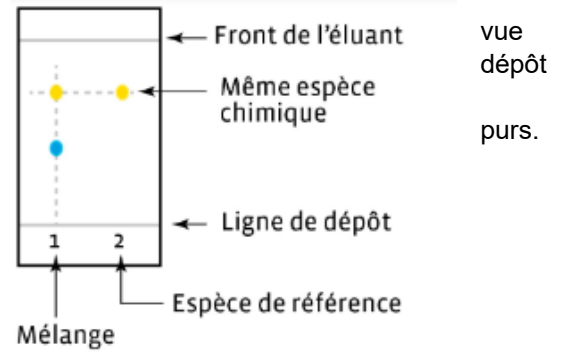 Front de l'éluant
Même espèce
chimique
Ligne de dépôt
1 2
Espèce de référence
Mélange
vue
dépôt
purs.